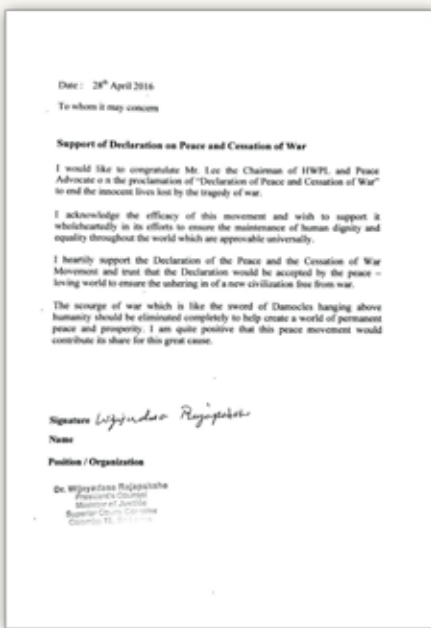 Date : 28th April 2016
To whom it may concern
Support of Declaration on Peace and Cessation of War
I would like to congratulate Mr. Lee the Chairman of HWPL and Peace
Advocate o n the proclamation of "Declaration of Peace and Cessation of War"
to end the innocent lives lost by the tragedy of war.
I acknowledge the efficacy of this movement and wish to support it
wholeheartedly in its efforts to ensure the maintenance of human dignity and
equality throughout the world which are approvable universally.
I heartily support the Declaration of the Peace and the Cessation of War
Movement and trust that the Declaration would be accepted by the peace –
loving world to ensure the ushering in of a new civilization free from war.
The scourge of war which is like the sword of Damocles hanging above
humanity should be eliminated completely to help create a world of permanent
peace and prosperity. I am quite positive that this peace movement would
contribute its share for this great cause.
Signature Wijeyadasa Rajapakshe
Name
Position / Organization
Dr. Wijeyadasa Rajapakshe
President's Counsel
Minister of Justice
Superior Court Complex
Colombo 12, Sri Lanka